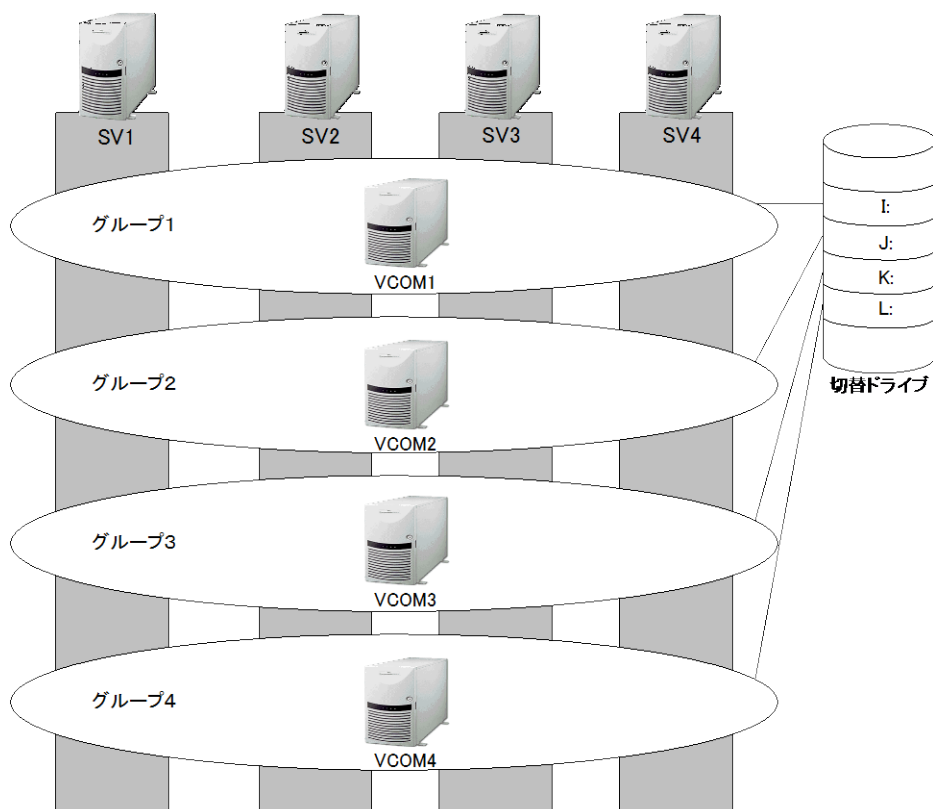 SV1
SV2
SV3
SV4
グループ1
VCOM1
I:
J:
K:
L:
切替ドライブ
グループ2
VCOM2
グループ3
VCOM3
グループ4
VCOM4